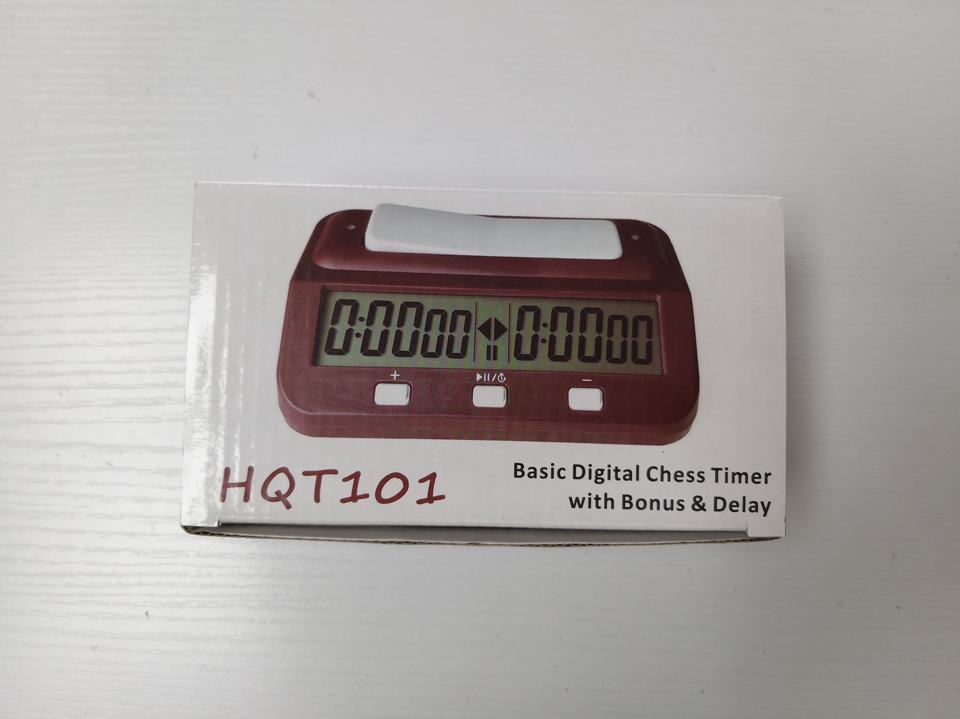 0:0000 0:0000
+ ▶II/⏱ −
HQT101
Basic Digital Chess Timer
with Bonus & Delay